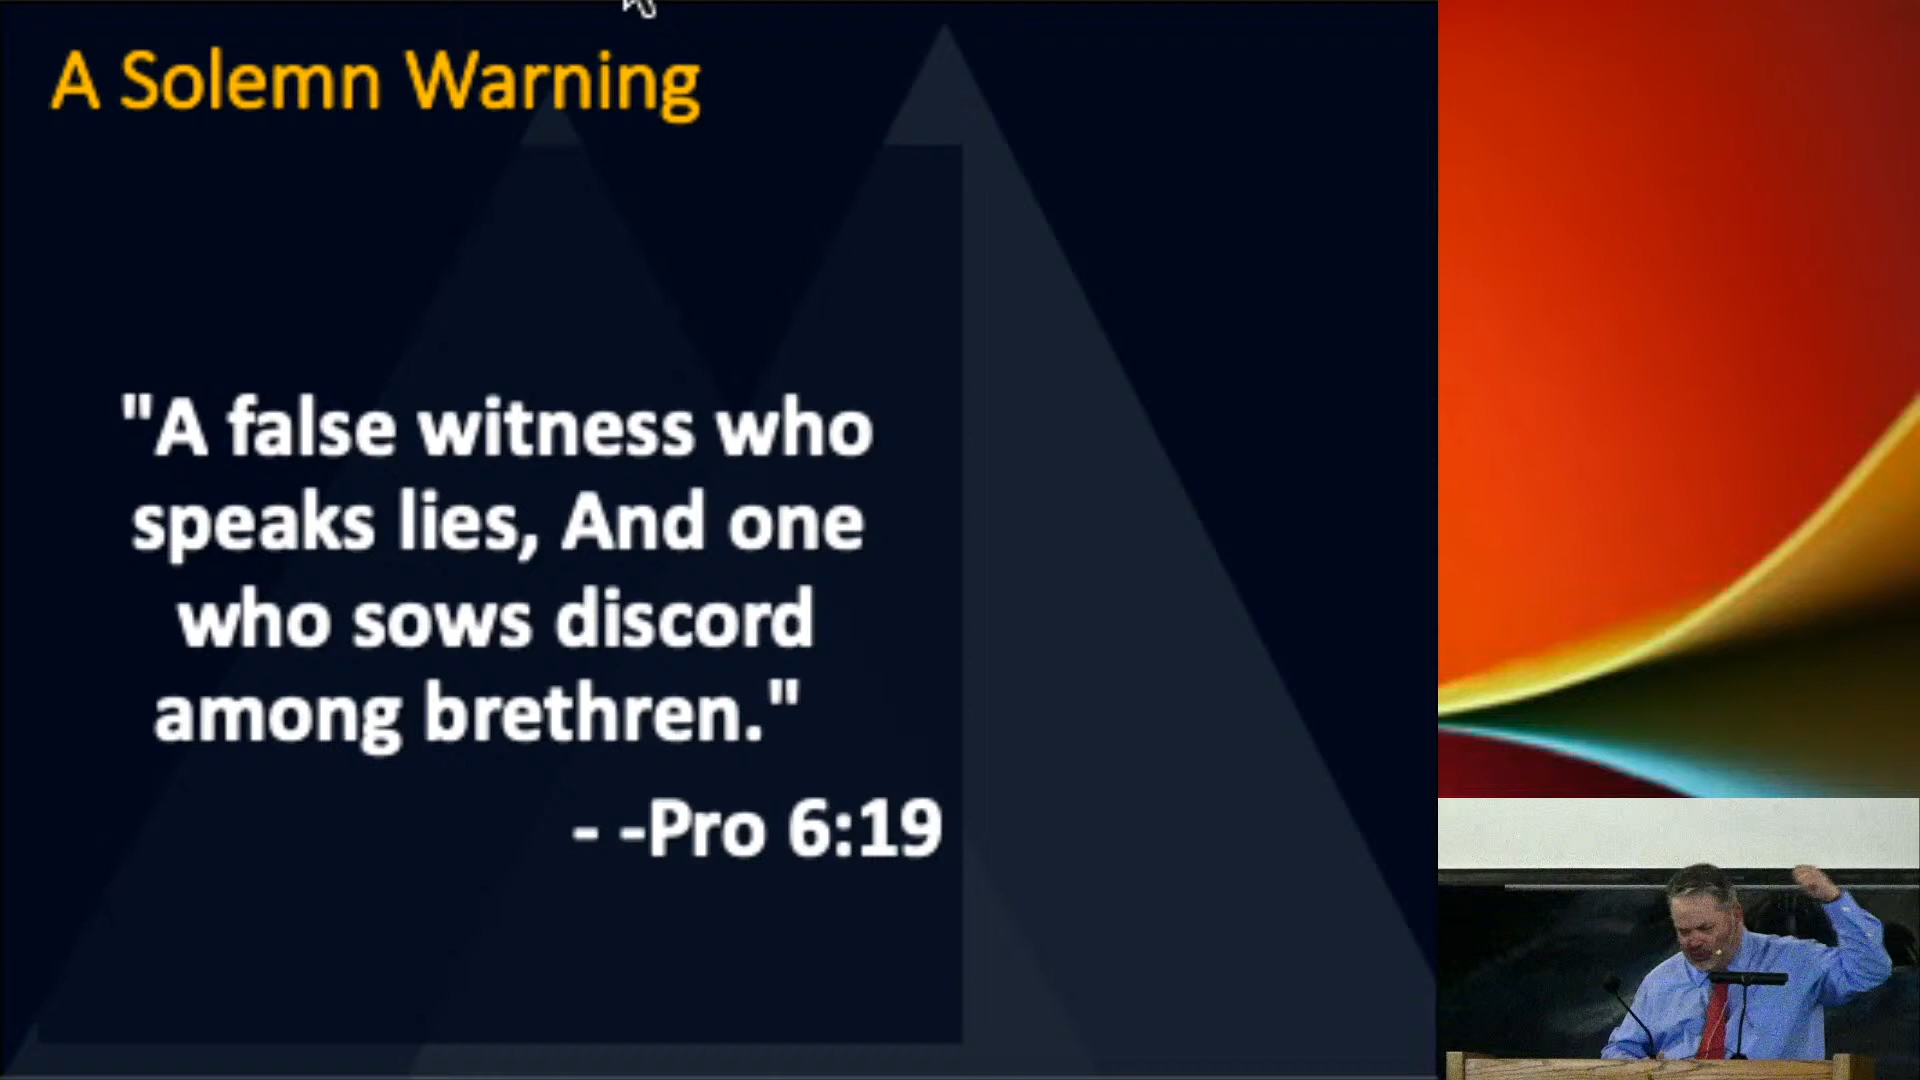 A Solemn Warning
"A false witness who
speaks lies, And one
who sows discord
among brethren."
- -Pro 6:19